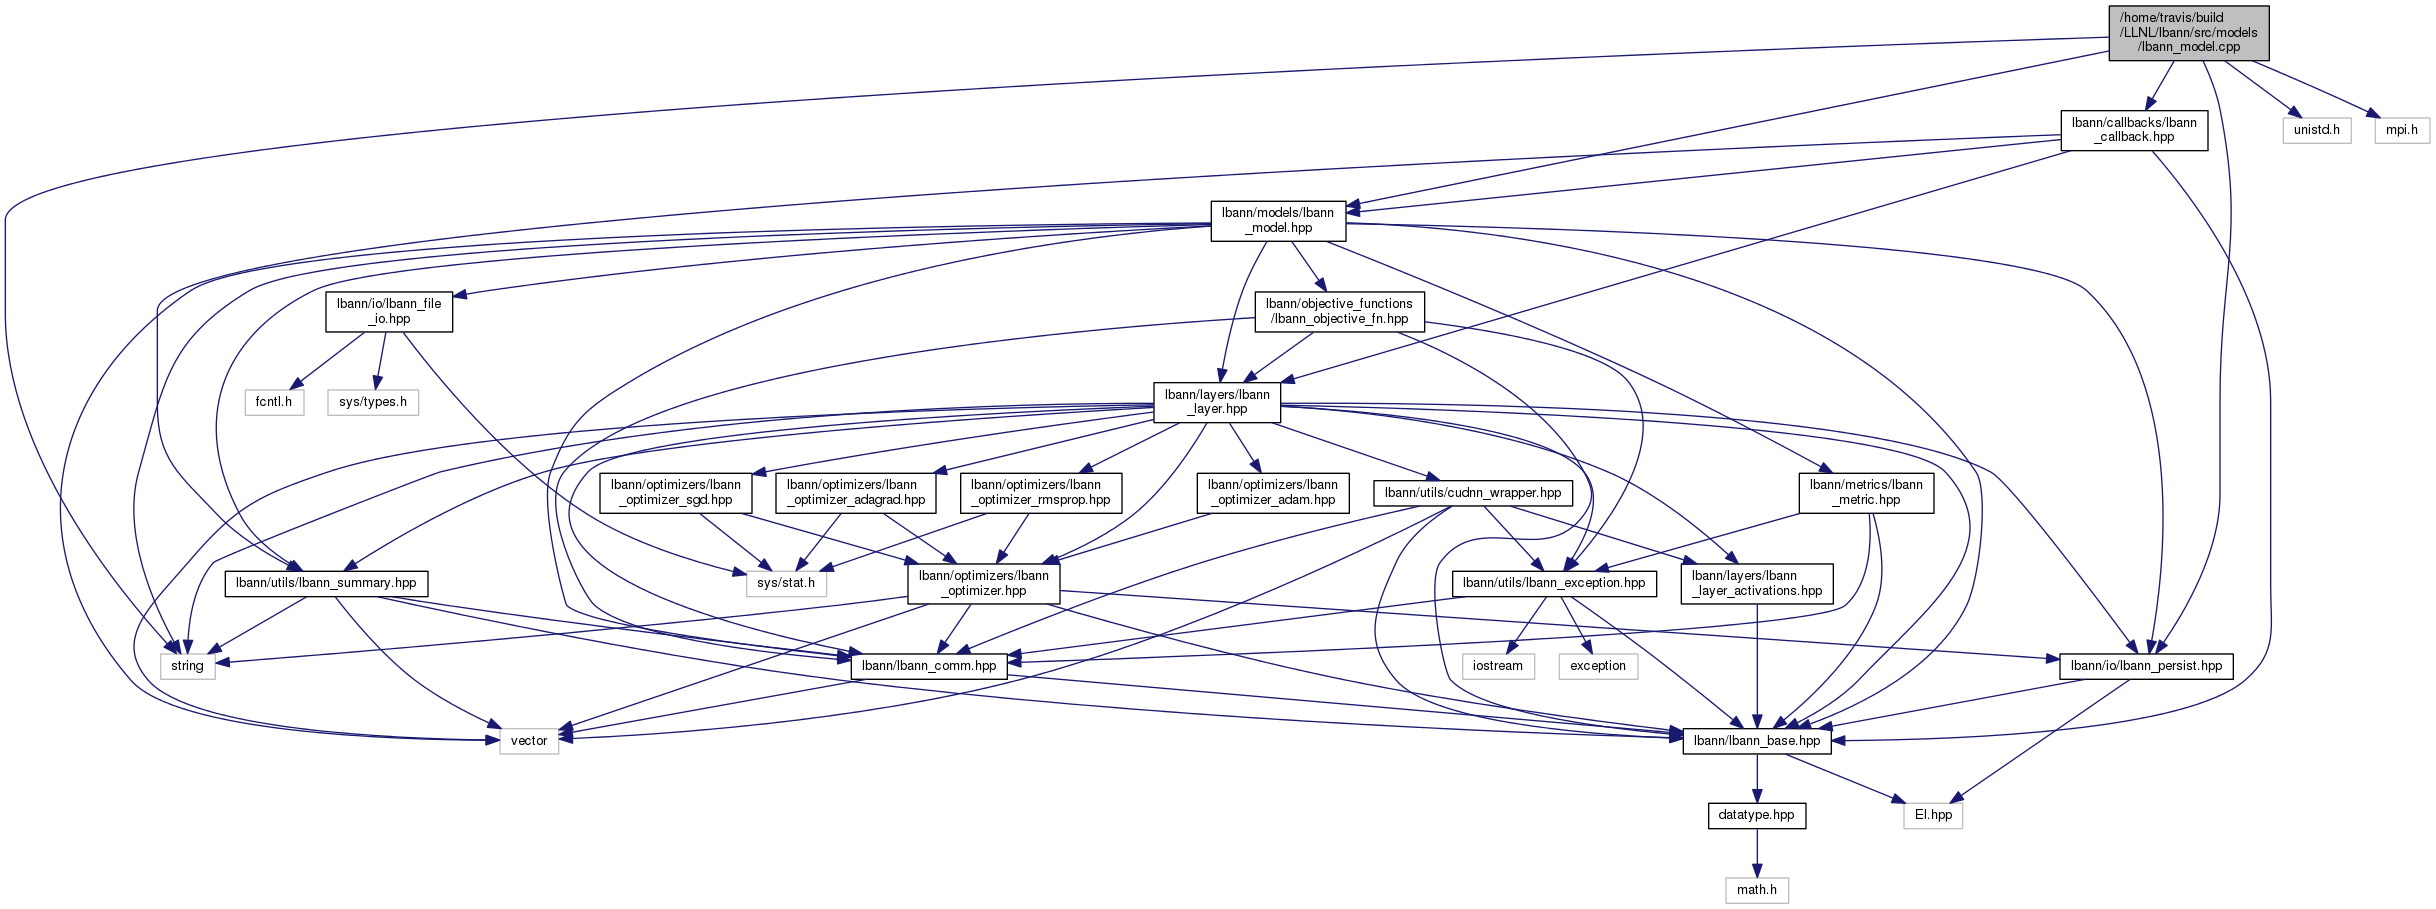 /home/travis/build
/LLNL/lbann/src/models
/lbann_model.cpp
lbann/callbacks/lbann
_callback.hpp
unistd.h
mpi.h
lbann/models/lbann
_model.hpp
lbann/io/lbann_file
_io.hpp
lbann/objective_functions
/lbann_objective_fn.hpp
fcntl.h
sys/types.h
lbann/layers/lbann
_layer.hpp
lbann/optimizers/lbann
_optimizer_sgd.hpp
lbann/optimizers/lbann
_optimizer_adagrad.hpp
lbann/optimizers/lbann
_optimizer_rmsprop.hpp
lbann/optimizers/lbann
_optimizer_adam.hpp
lbann/utils/cudnn_wrapper.hpp
lbann/metrics/lbann
_metric.hpp
lbann/utils/lbann_summary.hpp
sys/stat.h
lbann/optimizers/lbann
_optimizer.hpp
lbann/utils/lbann_exception.hpp
lbann/layers/lbann
_layer_activations.hpp
string
lbann/lbann_comm.hpp
iostream
exception
lbann/io/lbann_persist.hpp
vector
lbann/lbann_base.hpp
datatype.hpp
El.hpp
math.h